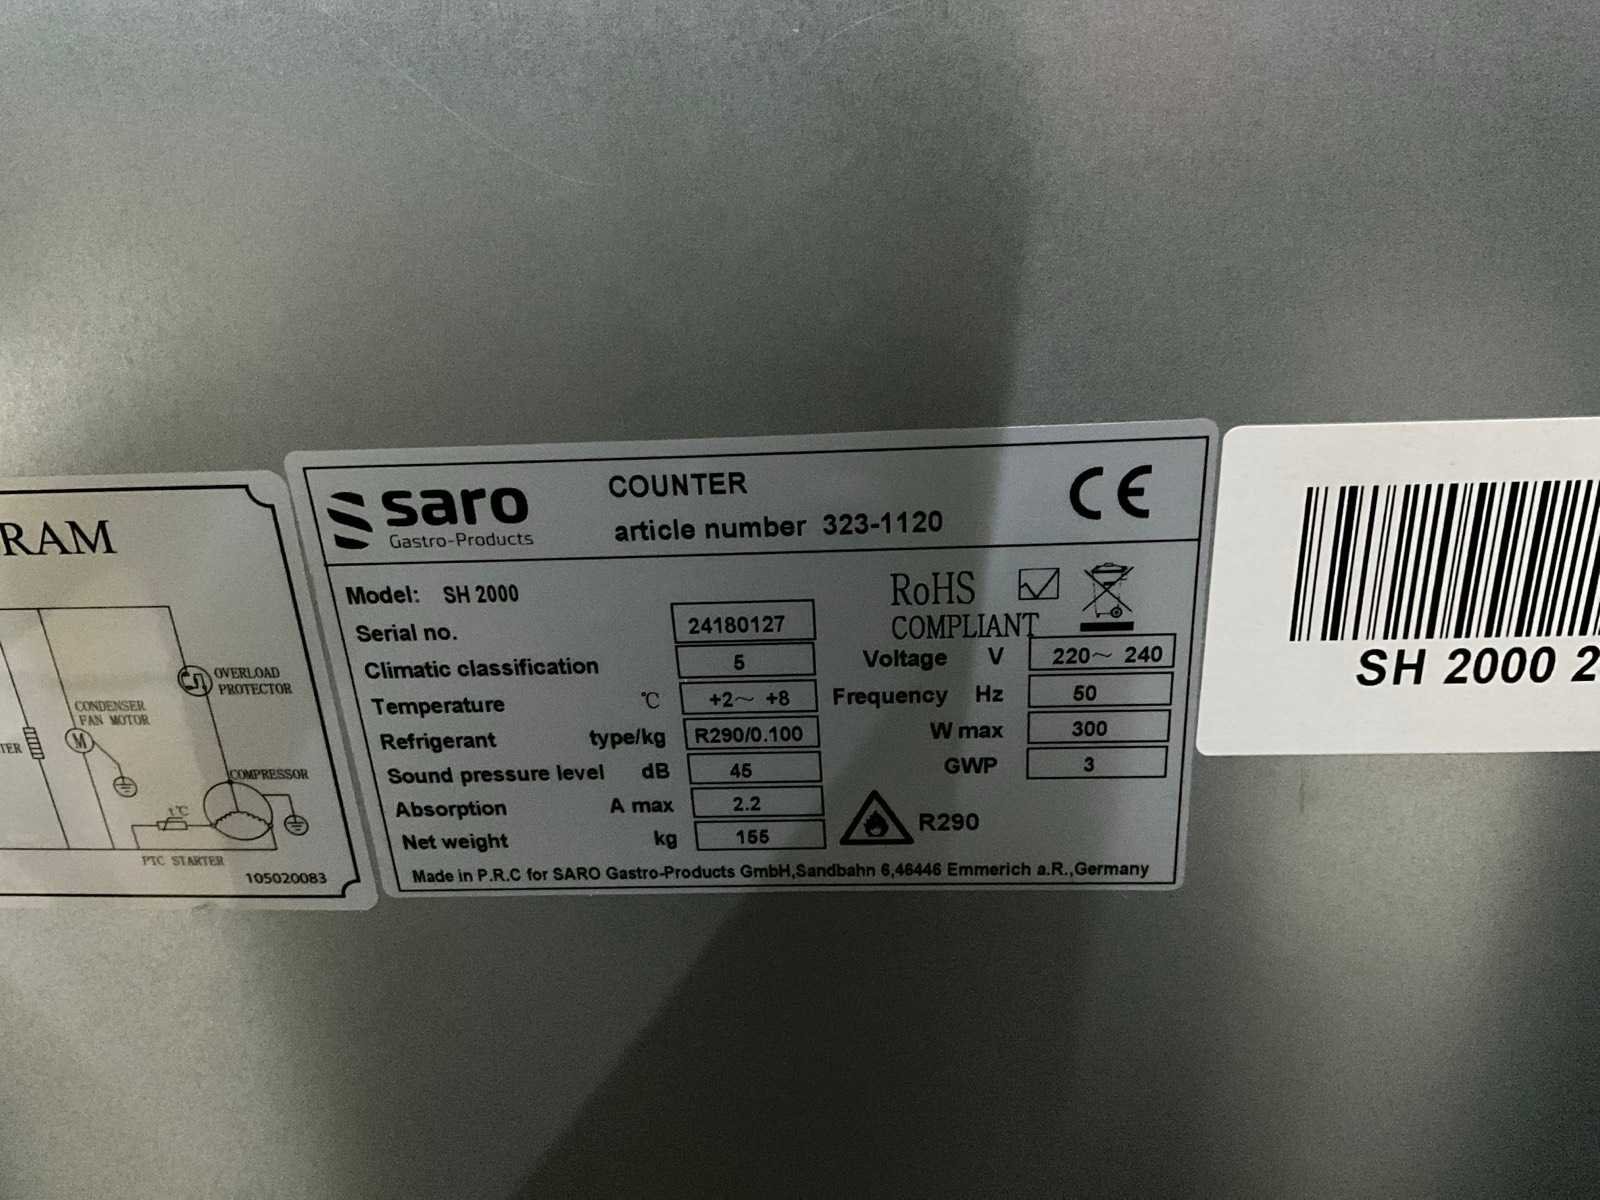 RAM
OVERLOAD
PROTECTOR
CONDENSER
FAN MOTOR
M
TER
COMPRESSOR
t℃
PTC STARTER
105020083
saro
Gastro-Products
COUNTER
article number 323-1120
CE
Model: SH 2000
RoHS
COMPLIANT
Serial no. 24180127
Climatic classification 5
Temperature ℃ +2~ +8
Refrigerant type/kg R290/0.100
Sound pressure level dB 45
Absorption A max 2.2
Net weight kg 155
Voltage V 220~ 240
Frequency Hz 50
W max 300
GWP 3
R290
Made in P.R.C for SARO Gastro-Products GmbH,Sandbahn 6,46446 Emmerich a.R.,Germany
SH 2000 2